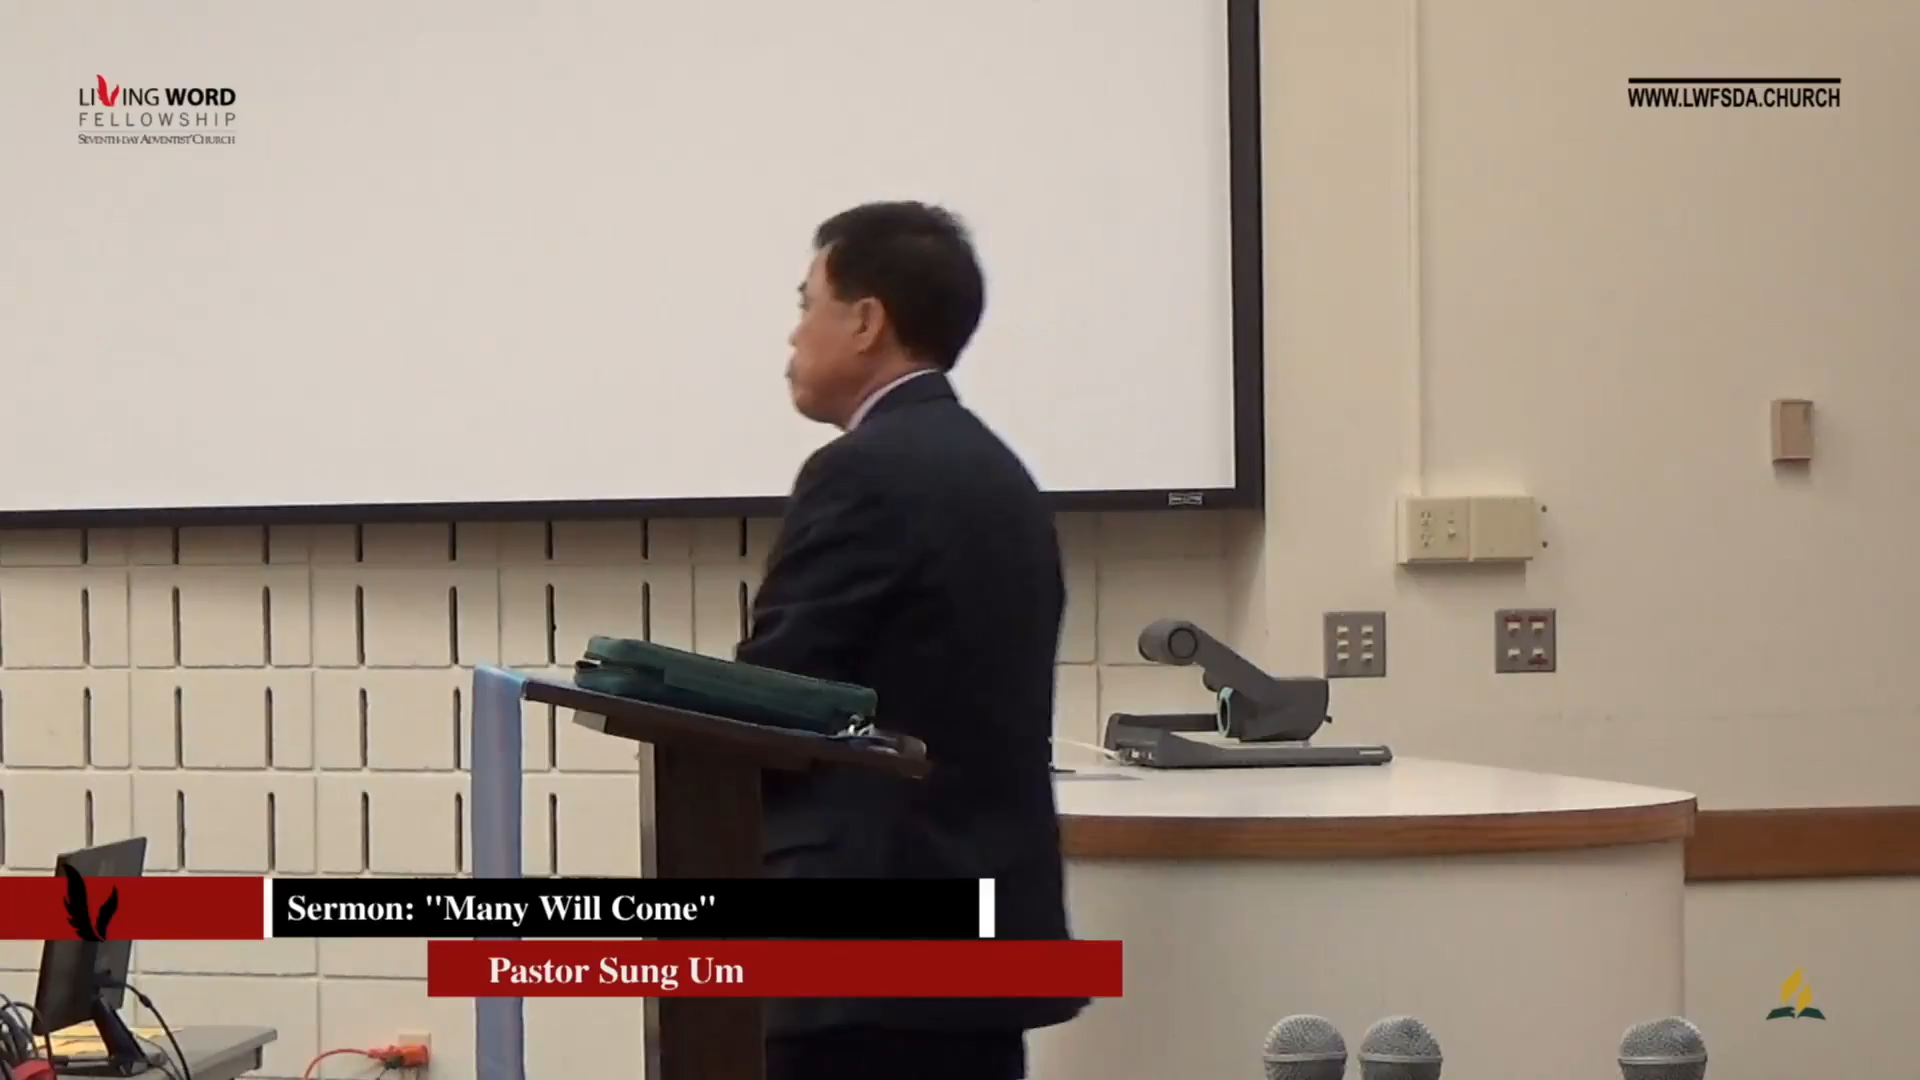 LIVING WORD
FELLOWSHIP
SEVENTH-DAY ADVENTIST CHURCH
WWW.LWFSDA.CHURCH
Sermon: "Many Will Come"
Pastor Sung Um